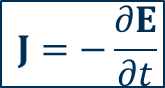 J = − ∂E/∂t